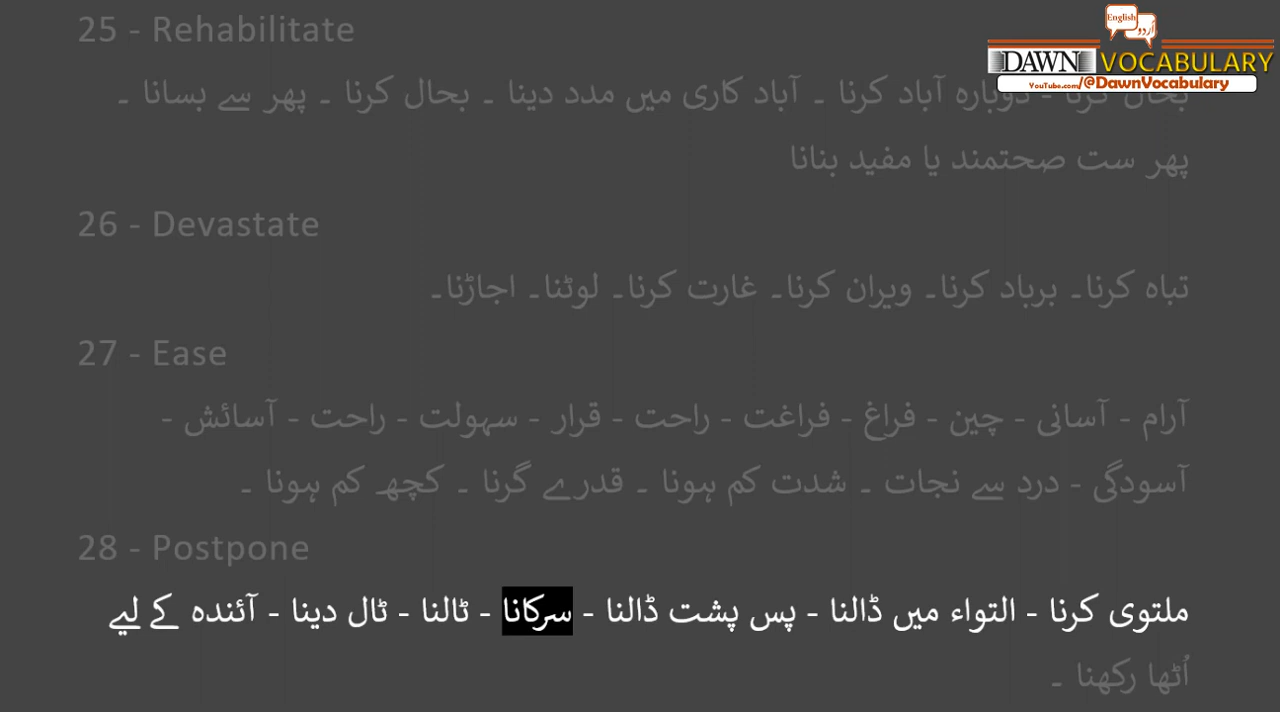 25 - Rehabilitate
English
اُردو
DAWN VOCABULARY
YouTube.com/@DawnVocabulary
بحال کرنا - دوبارہ آباد کرنا ۔ آباد کاری میں مدد دینا ۔ بحال کرنا ۔ پھر سے بسانا ۔
پھر ست صحتمند یا مفید بنانا
26 - Devastate
تباہ کرنا۔ برباد کرنا۔ ویران کرنا۔ غارت کرنا۔ لوٹنا۔ اجاڑنا۔
27 - Ease
آرام - آسانی - چین - فراغ - فراغت - راحت - قرار - سہولت - راحت - آسائش -
آسودگی - درد سے نجات ۔ شدت کم ہونا ۔ قدرے گرنا ۔ کچھ کم ہونا ۔
28 - Postpone
ملتوی کرنا - التواء میں ڈالنا - پس پشت ڈالنا - سرکانا - ٹالنا - ٹال دینا - آئندہ کے لیے
اُٹھا رکھنا ۔